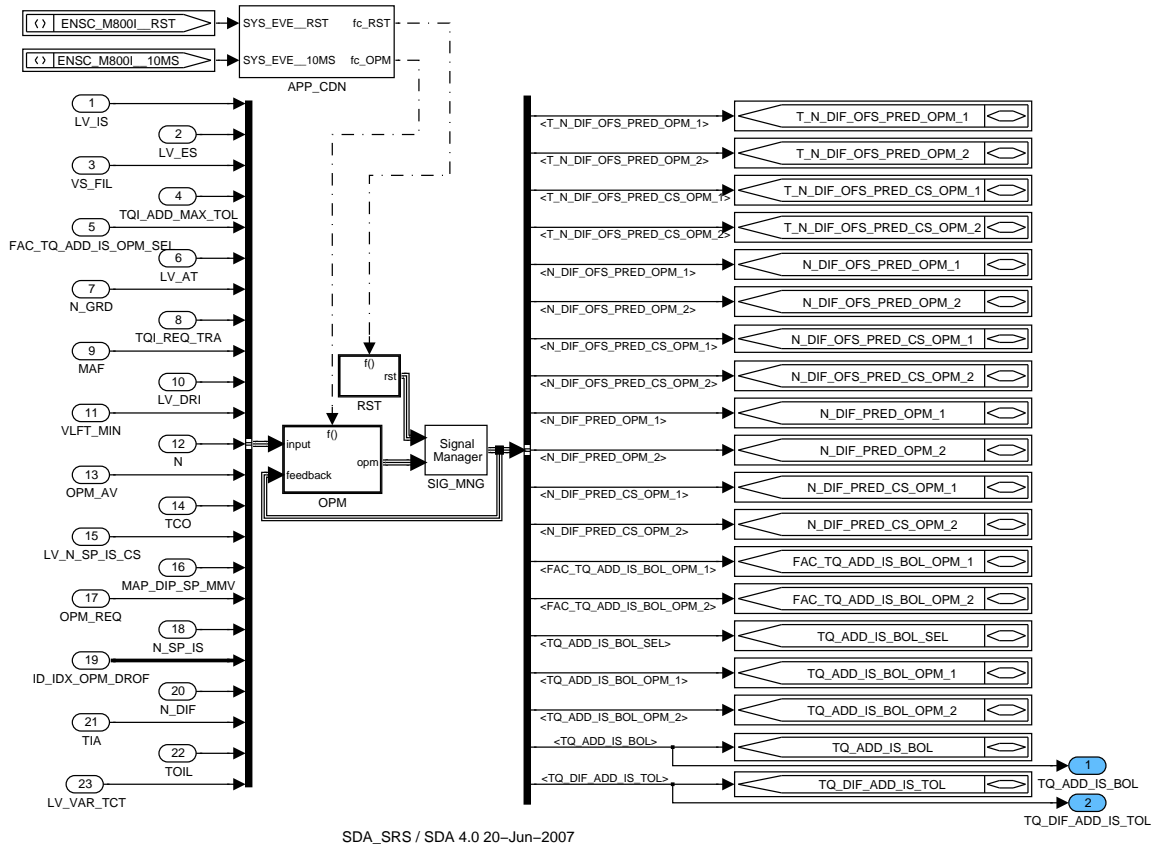 ENSC_M800I__RST
SYS_EVE__RST
fc_RST
ENSC_M800I__10MS
SYS_EVE__10MS
fc_OPM
APP_CDN
1
LV_IS
2
LV_ES
3
VS_FIL
4
TQI_ADD_MAX_TOL
5
FAC_TQ_ADD_IS_OPM_SEL
6
LV_AT
7
N_GRD
8
TQI_REQ_TRA
9
MAF
10
LV_DRI
11
VLFT_MIN
12
N
13
OPM_AV
14
TCO
15
LV_N_SP_IS_CS
16
MAP_DIP_SP_MMV
17
OPM_REQ
18
N_SP_IS
19
ID_IDX_OPM_DROF
20
N_DIF
21
TIA
22
TOIL
23
LV_VAR_TCT
f()
rst
RST
f()
input
feedback
opm
OPM
Signal
Manager
SIG_MNG
<T_N_DIF_OFS_PRED_OPM_1>
T_N_DIF_OFS_PRED_OPM_1
<T_N_DIF_OFS_PRED_OPM_2>
T_N_DIF_OFS_PRED_OPM_2
<T_N_DIF_OFS_PRED_CS_OPM_1>
T_N_DIF_OFS_PRED_CS_OPM_1
<T_N_DIF_OFS_PRED_CS_OPM_2>
T_N_DIF_OFS_PRED_CS_OPM_2
<N_DIF_OFS_PRED_OPM_1>
N_DIF_OFS_PRED_OPM_1
<N_DIF_OFS_PRED_OPM_2>
N_DIF_OFS_PRED_OPM_2
<N_DIF_OFS_PRED_CS_OPM_1>
N_DIF_OFS_PRED_CS_OPM_1
<N_DIF_OFS_PRED_CS_OPM_2>
N_DIF_OFS_PRED_CS_OPM_2
<N_DIF_PRED_OPM_1>
N_DIF_PRED_OPM_1
<N_DIF_PRED_OPM_2>
N_DIF_PRED_OPM_2
<N_DIF_PRED_CS_OPM_1>
N_DIF_PRED_CS_OPM_1
<N_DIF_PRED_CS_OPM_2>
N_DIF_PRED_CS_OPM_2
<FAC_TQ_ADD_IS_BOL_OPM_1>
FAC_TQ_ADD_IS_BOL_OPM_1
<FAC_TQ_ADD_IS_BOL_OPM_2>
FAC_TQ_ADD_IS_BOL_OPM_2
<TQ_ADD_IS_BOL_SEL>
TQ_ADD_IS_BOL_SEL
<TQ_ADD_IS_BOL_OPM_1>
TQ_ADD_IS_BOL_OPM_1
<TQ_ADD_IS_BOL_OPM_2>
TQ_ADD_IS_BOL_OPM_2
<TQ_ADD_IS_BOL>
TQ_ADD_IS_BOL
1
TQ_ADD_IS_BOL
<TQ_DIF_ADD_IS_TOL>
TQ_DIF_ADD_IS_TOL
2
TQ_DIF_ADD_IS_TOL
SDA_SRS / SDA 4.0 20−Jun−2007